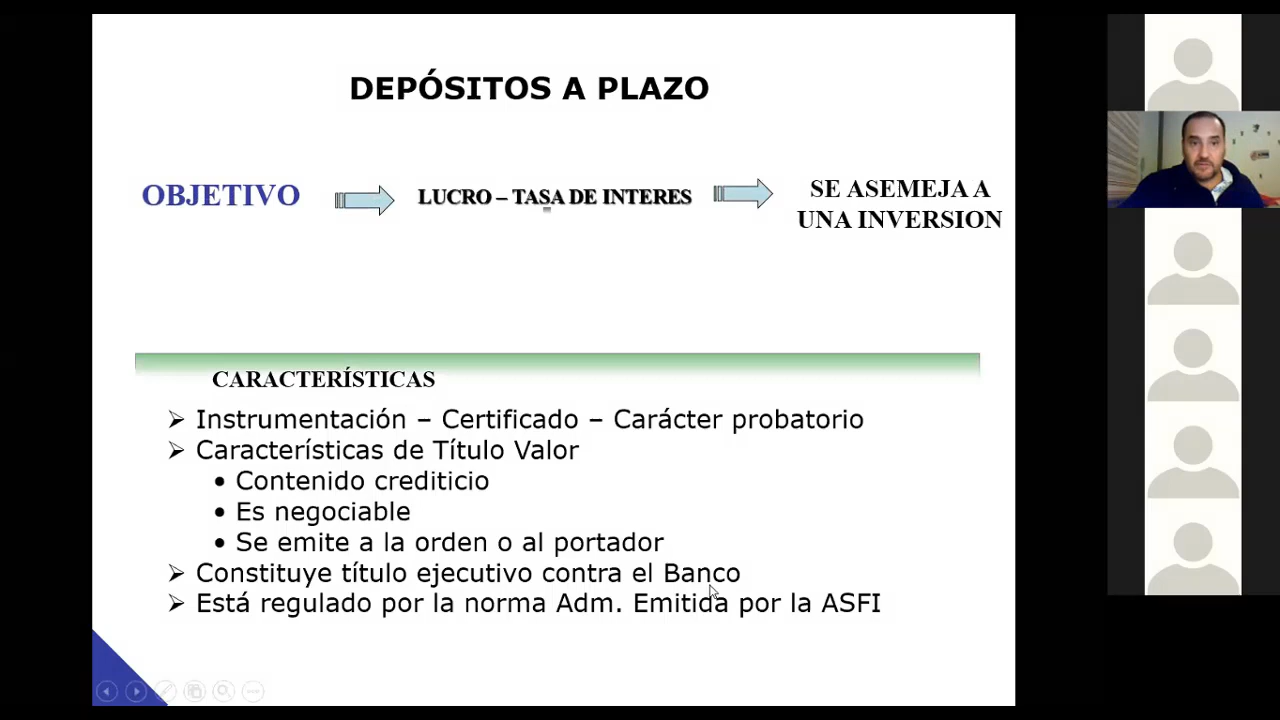 DEPÓSITOS A PLAZO
OBJETIVO
LUCRO – TASA DE INTERES
SE ASEMEJA A
UNA INVERSION
CARACTERÍSTICAS
Instrumentación – Certificado – Carácter probatorio
Características de Título Valor
Contenido crediticio
Es negociable
Se emite a la orden o al portador
Constituye título ejecutivo contra el Banco
Está regulado por la norma Adm. Emitida por la ASFI